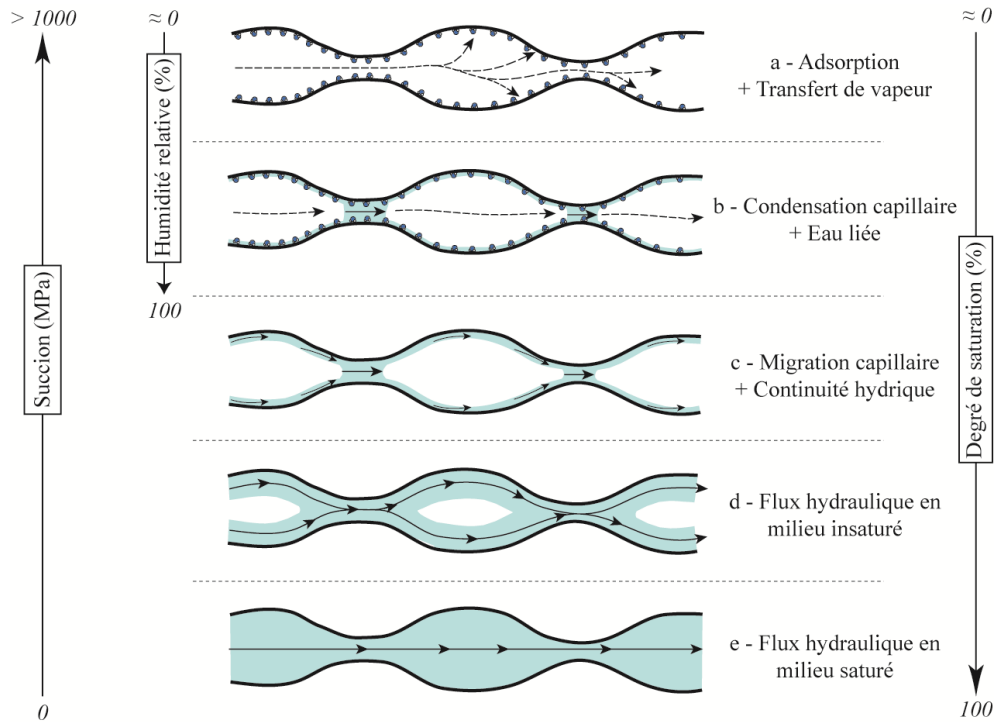 > 1000
≈ 0
≈ 0
Succion (MPa)
Humidité relative (%)
Degré de saturation (%)
a - Adsorption
+ Transfert de vapeur
b - Condensation capillaire
+ Eau liée
100
c - Migration capillaire
+ Continuité hydrique
d - Flux hydraulique en
milieu insaturé
e - Flux hydraulique en
milieu saturé
0
100